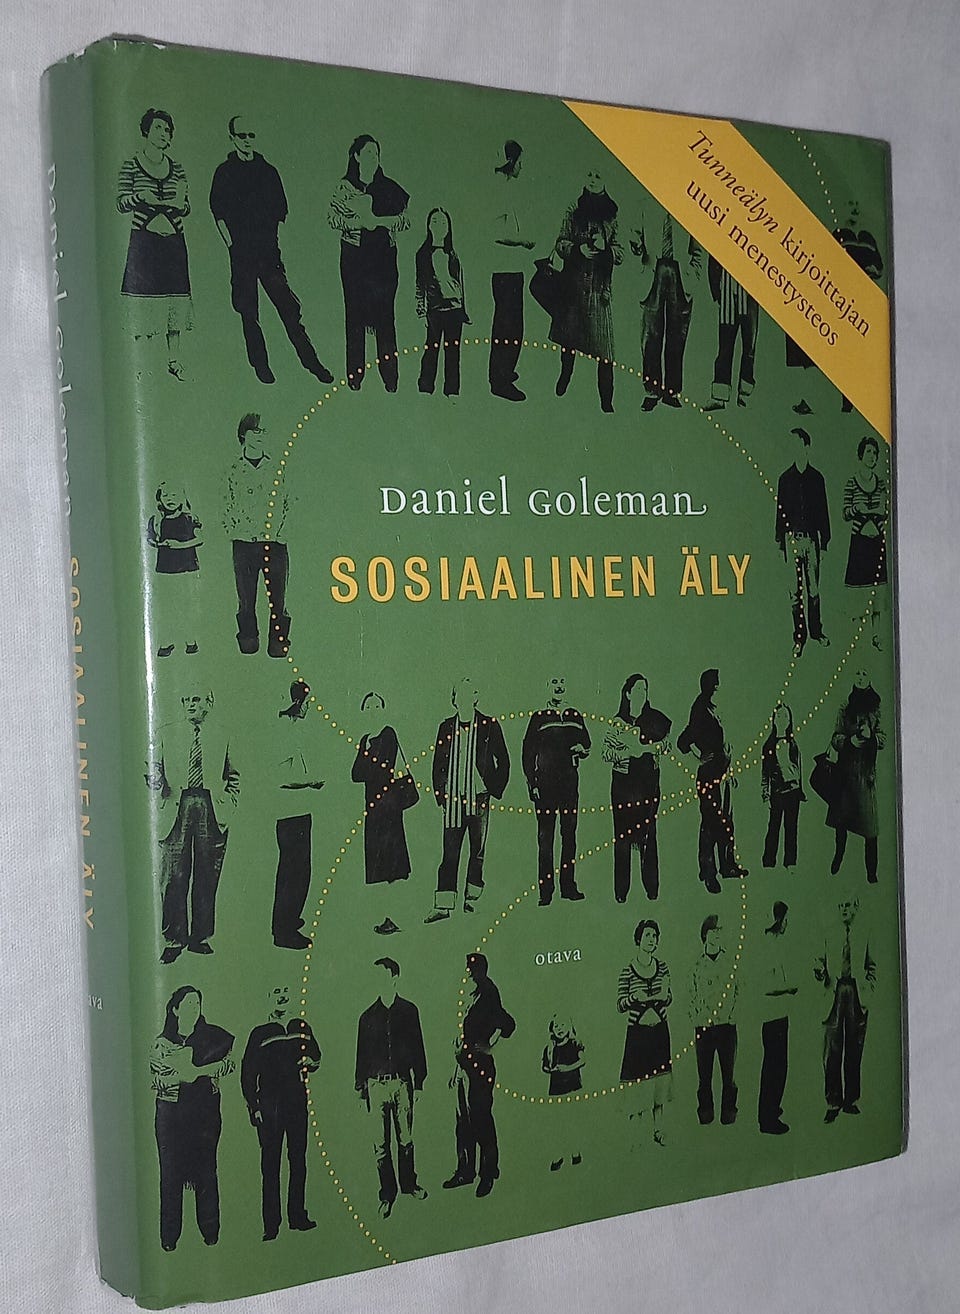 Tunneälyn kirjoittajan
uusi menestysteos
Daniel Goleman
SOSIAALINEN ÄLY
otava
Daniel Goleman
SOSIAALINEN ÄLY